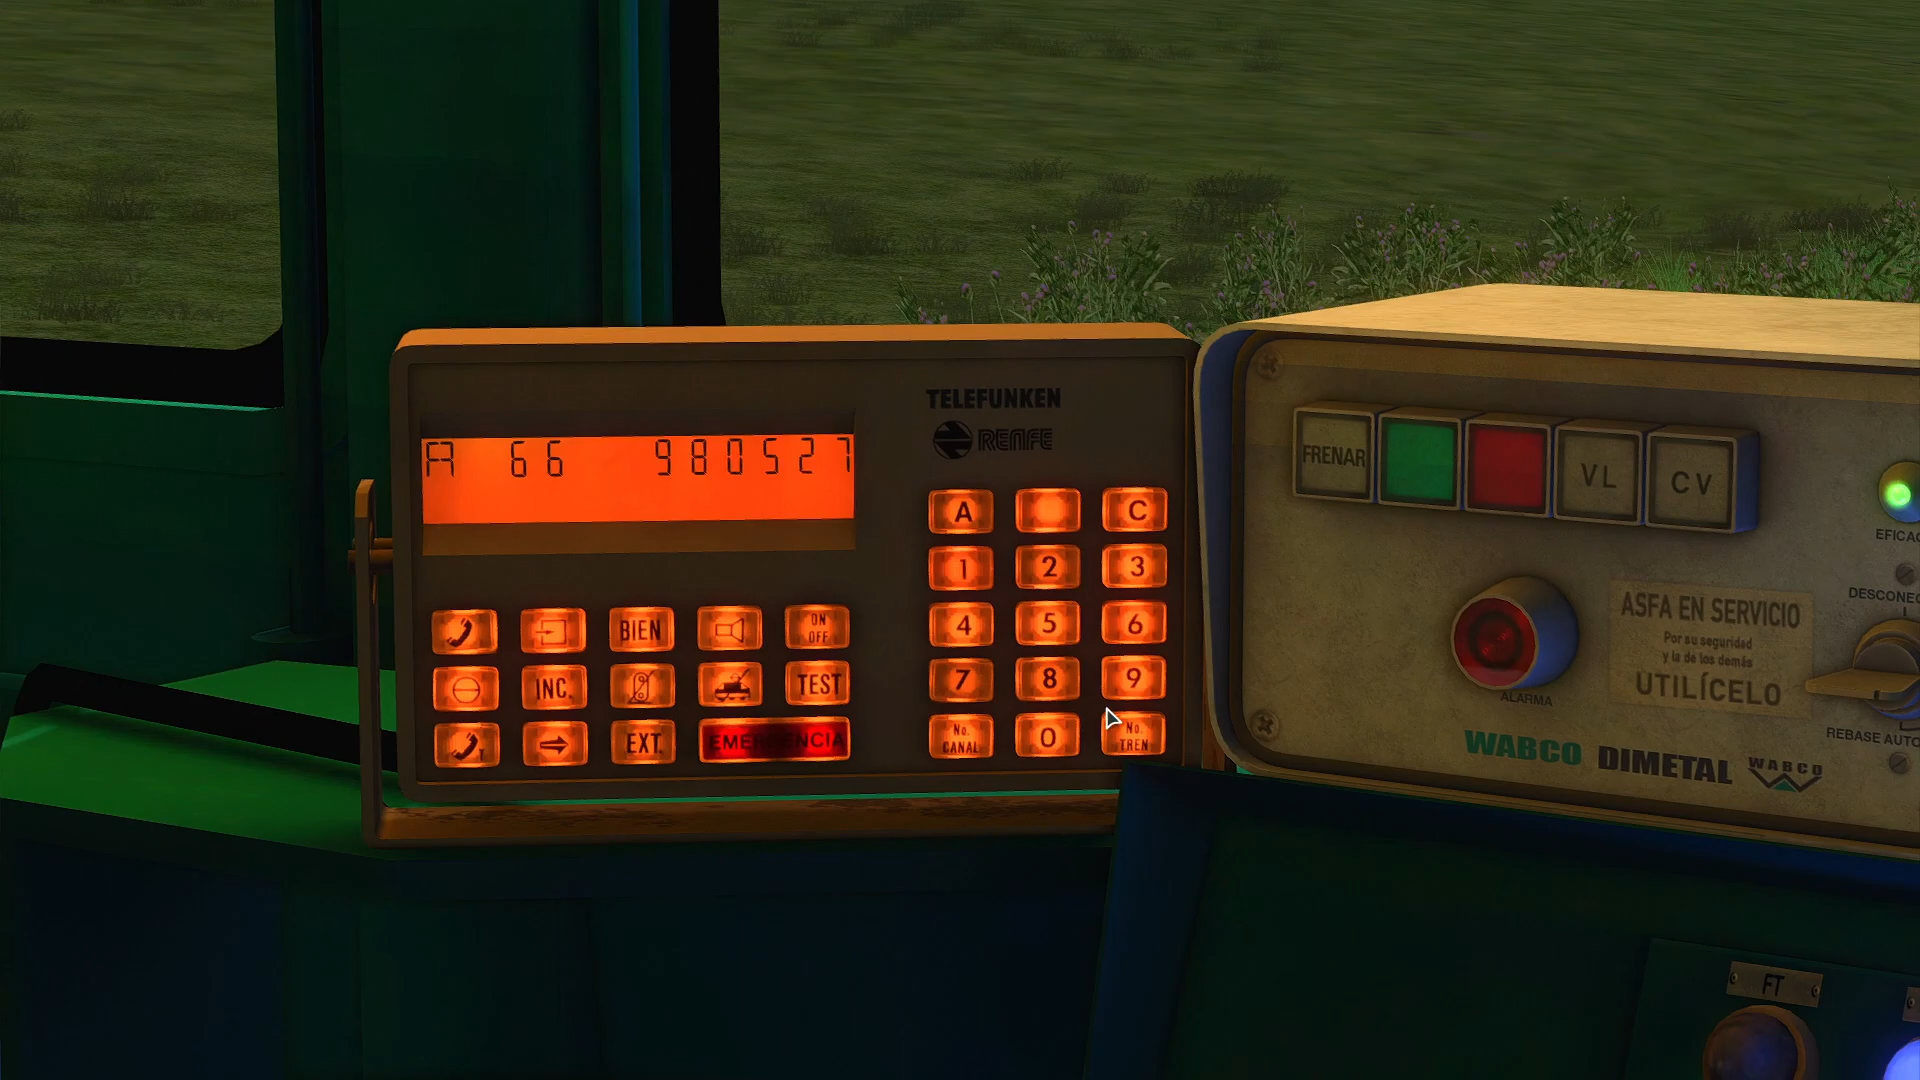 TELEFUNKEN
RENFE
A 66 980527
A C
1 2 3
4 5 6
7 8 9
No. CANAL 0 No. TREN
BIEN ON OFF
INC. TEST
T EXT. EMERGENCIA
FRENAR VL CV
EFICA
DESCONEC
ASFA EN SERVICIO
Por su seguridad
y la de los demás
UTILÍCELO
ALARMA
REBASE AUTO
WABCO DIMETAL WABCO
FT